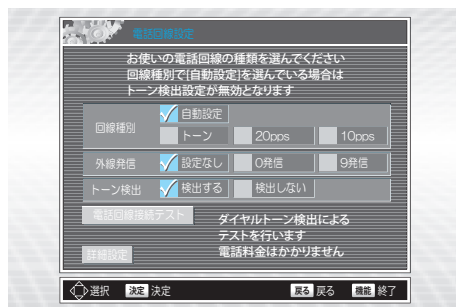 電話回線設定
お使いの電話回線の種類を選んでください
回線種別で[自動設定]を選んでいる場合は
トーン検出設定が無効となります
回線種別 自動設定
トーン 20pps 10pps
外線発信 設定なし 0発信 9発信
トーン検出 検出する 検出しない
電話回線接続テスト
ダイヤルトーン検出による
テストを行います
電話料金はかかりません
詳細設定
選択 決定 決定 戻る 戻る 機能 終了